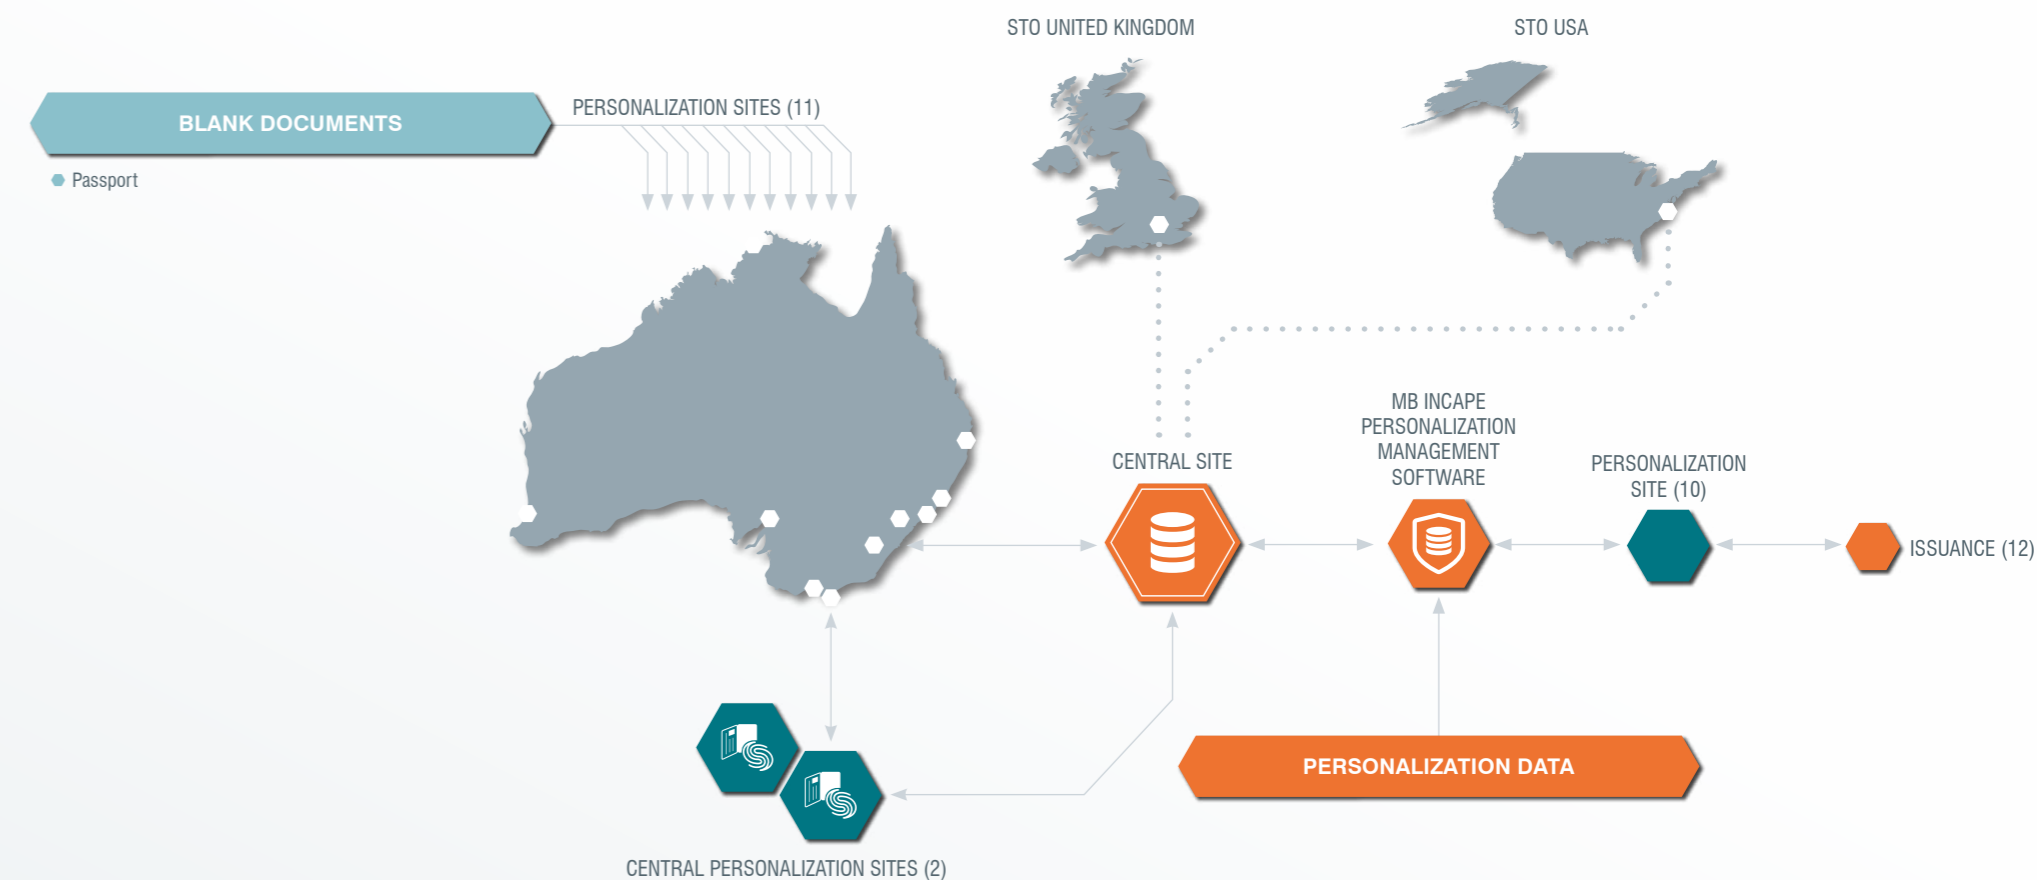 STO UNITED KINGDOM
STO USA
BLANK DOCUMENTS
PERSONALIZATION SITES (11)
Passport
MB INCAPE
PERSONALIZATION
MANAGEMENT
SOFTWARE
CENTRAL SITE
PERSONALIZATION
SITE (10)
ISSUANCE (12)
PERSONALIZATION DATA
CENTRAL PERSONALIZATION SITES (2)